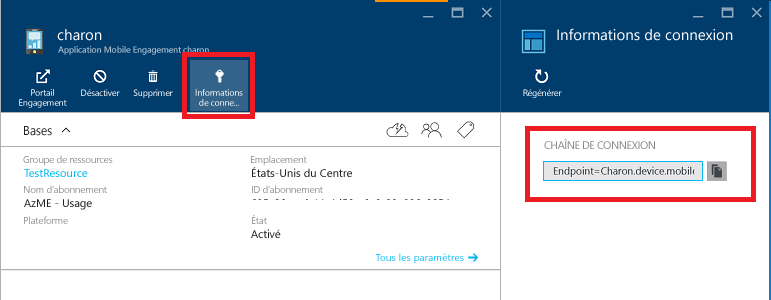 charon
Application Mobile Engagement charon
Portail
Engagement
Désactiver
Supprimer
Informations
de conne...
Bases
Groupe de ressources
TestResource
Emplacement
États-Unis du Centre
Nom d'abonnement
AzME - Usage
ID d'abonnement
Plateforme
État
Activé
Tous les paramètres
Informations de connexion
Régénérer
CHAÎNE DE CONNEXION
Endpoint=Charon.device.mobile